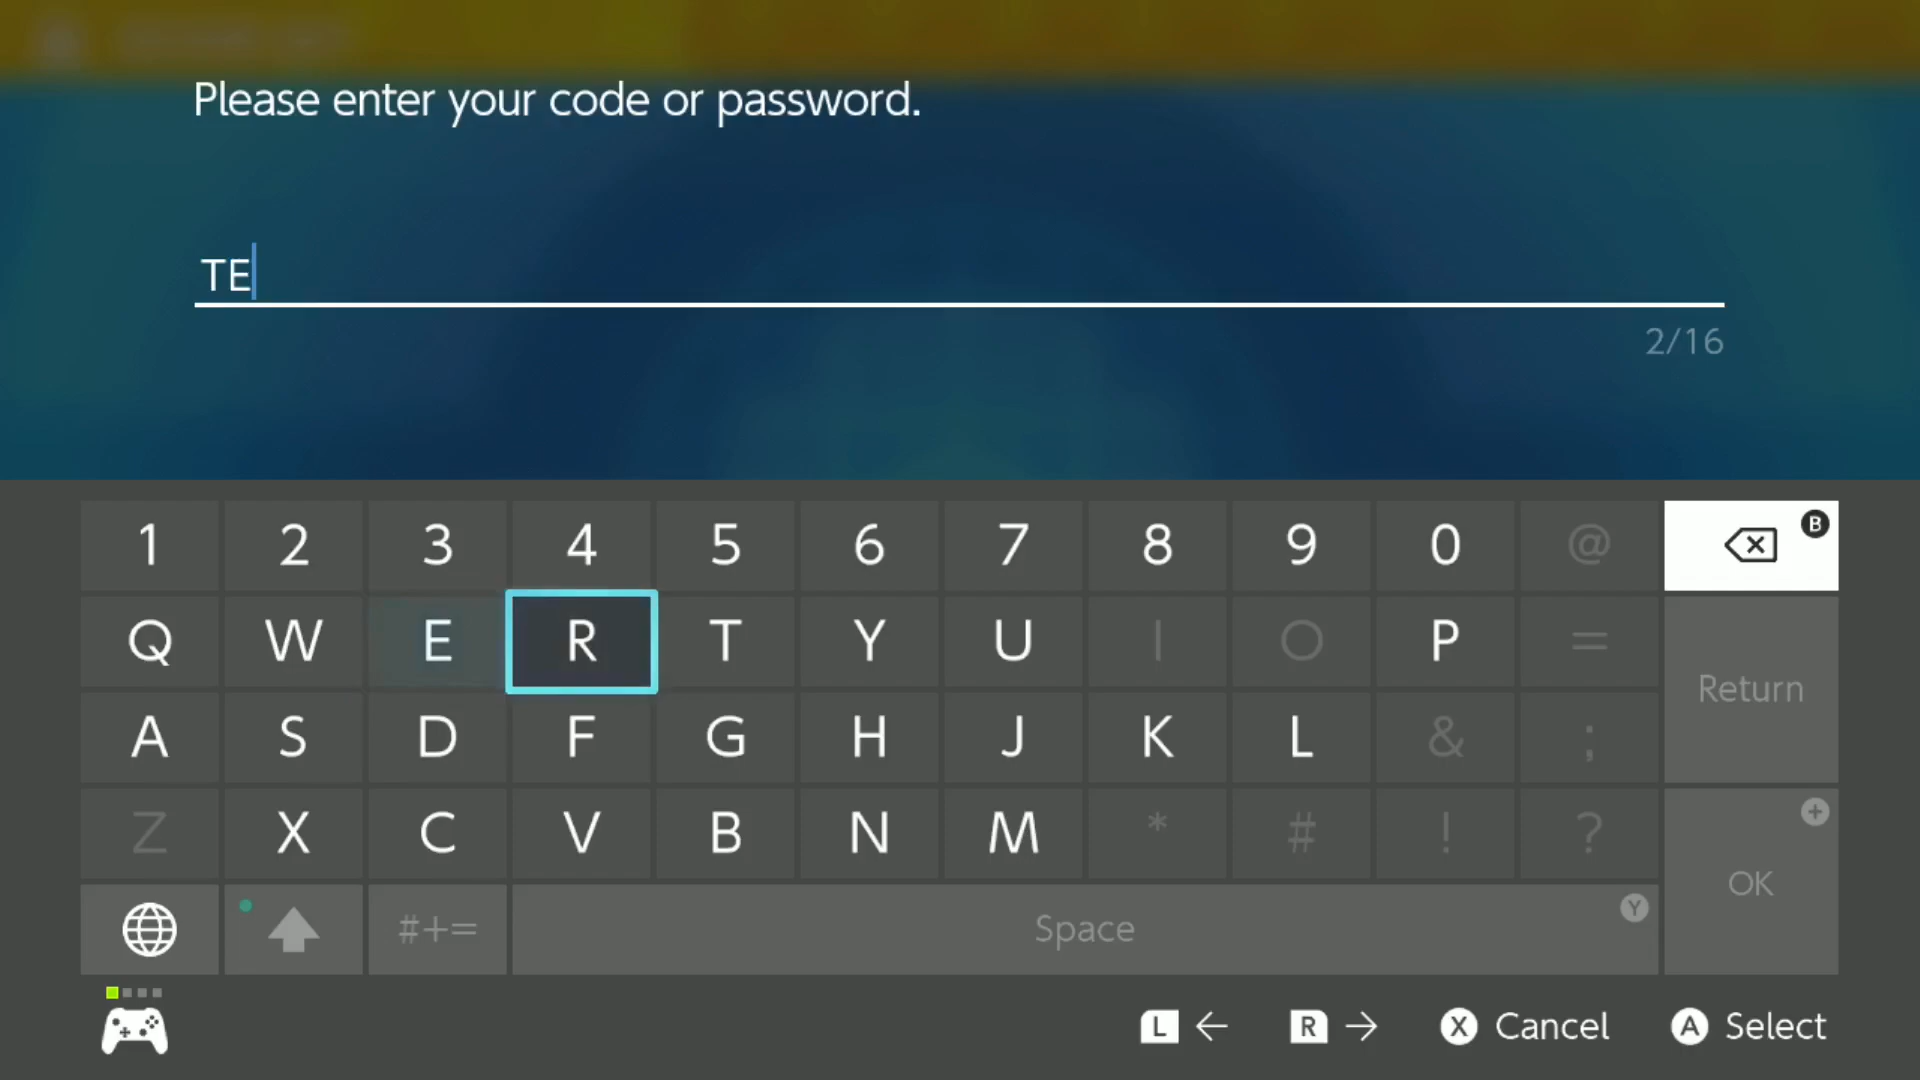 Please enter your code or password.
TE
2/16
1 2 3 4 5 6 7 8 9 0 @ B
Q W E R T Y U I O P = Return
A S D F G H J K L & ;
Z X C V B N M * # ! ? + OK
#+= Space Y
L ← R → X Cancel A Select